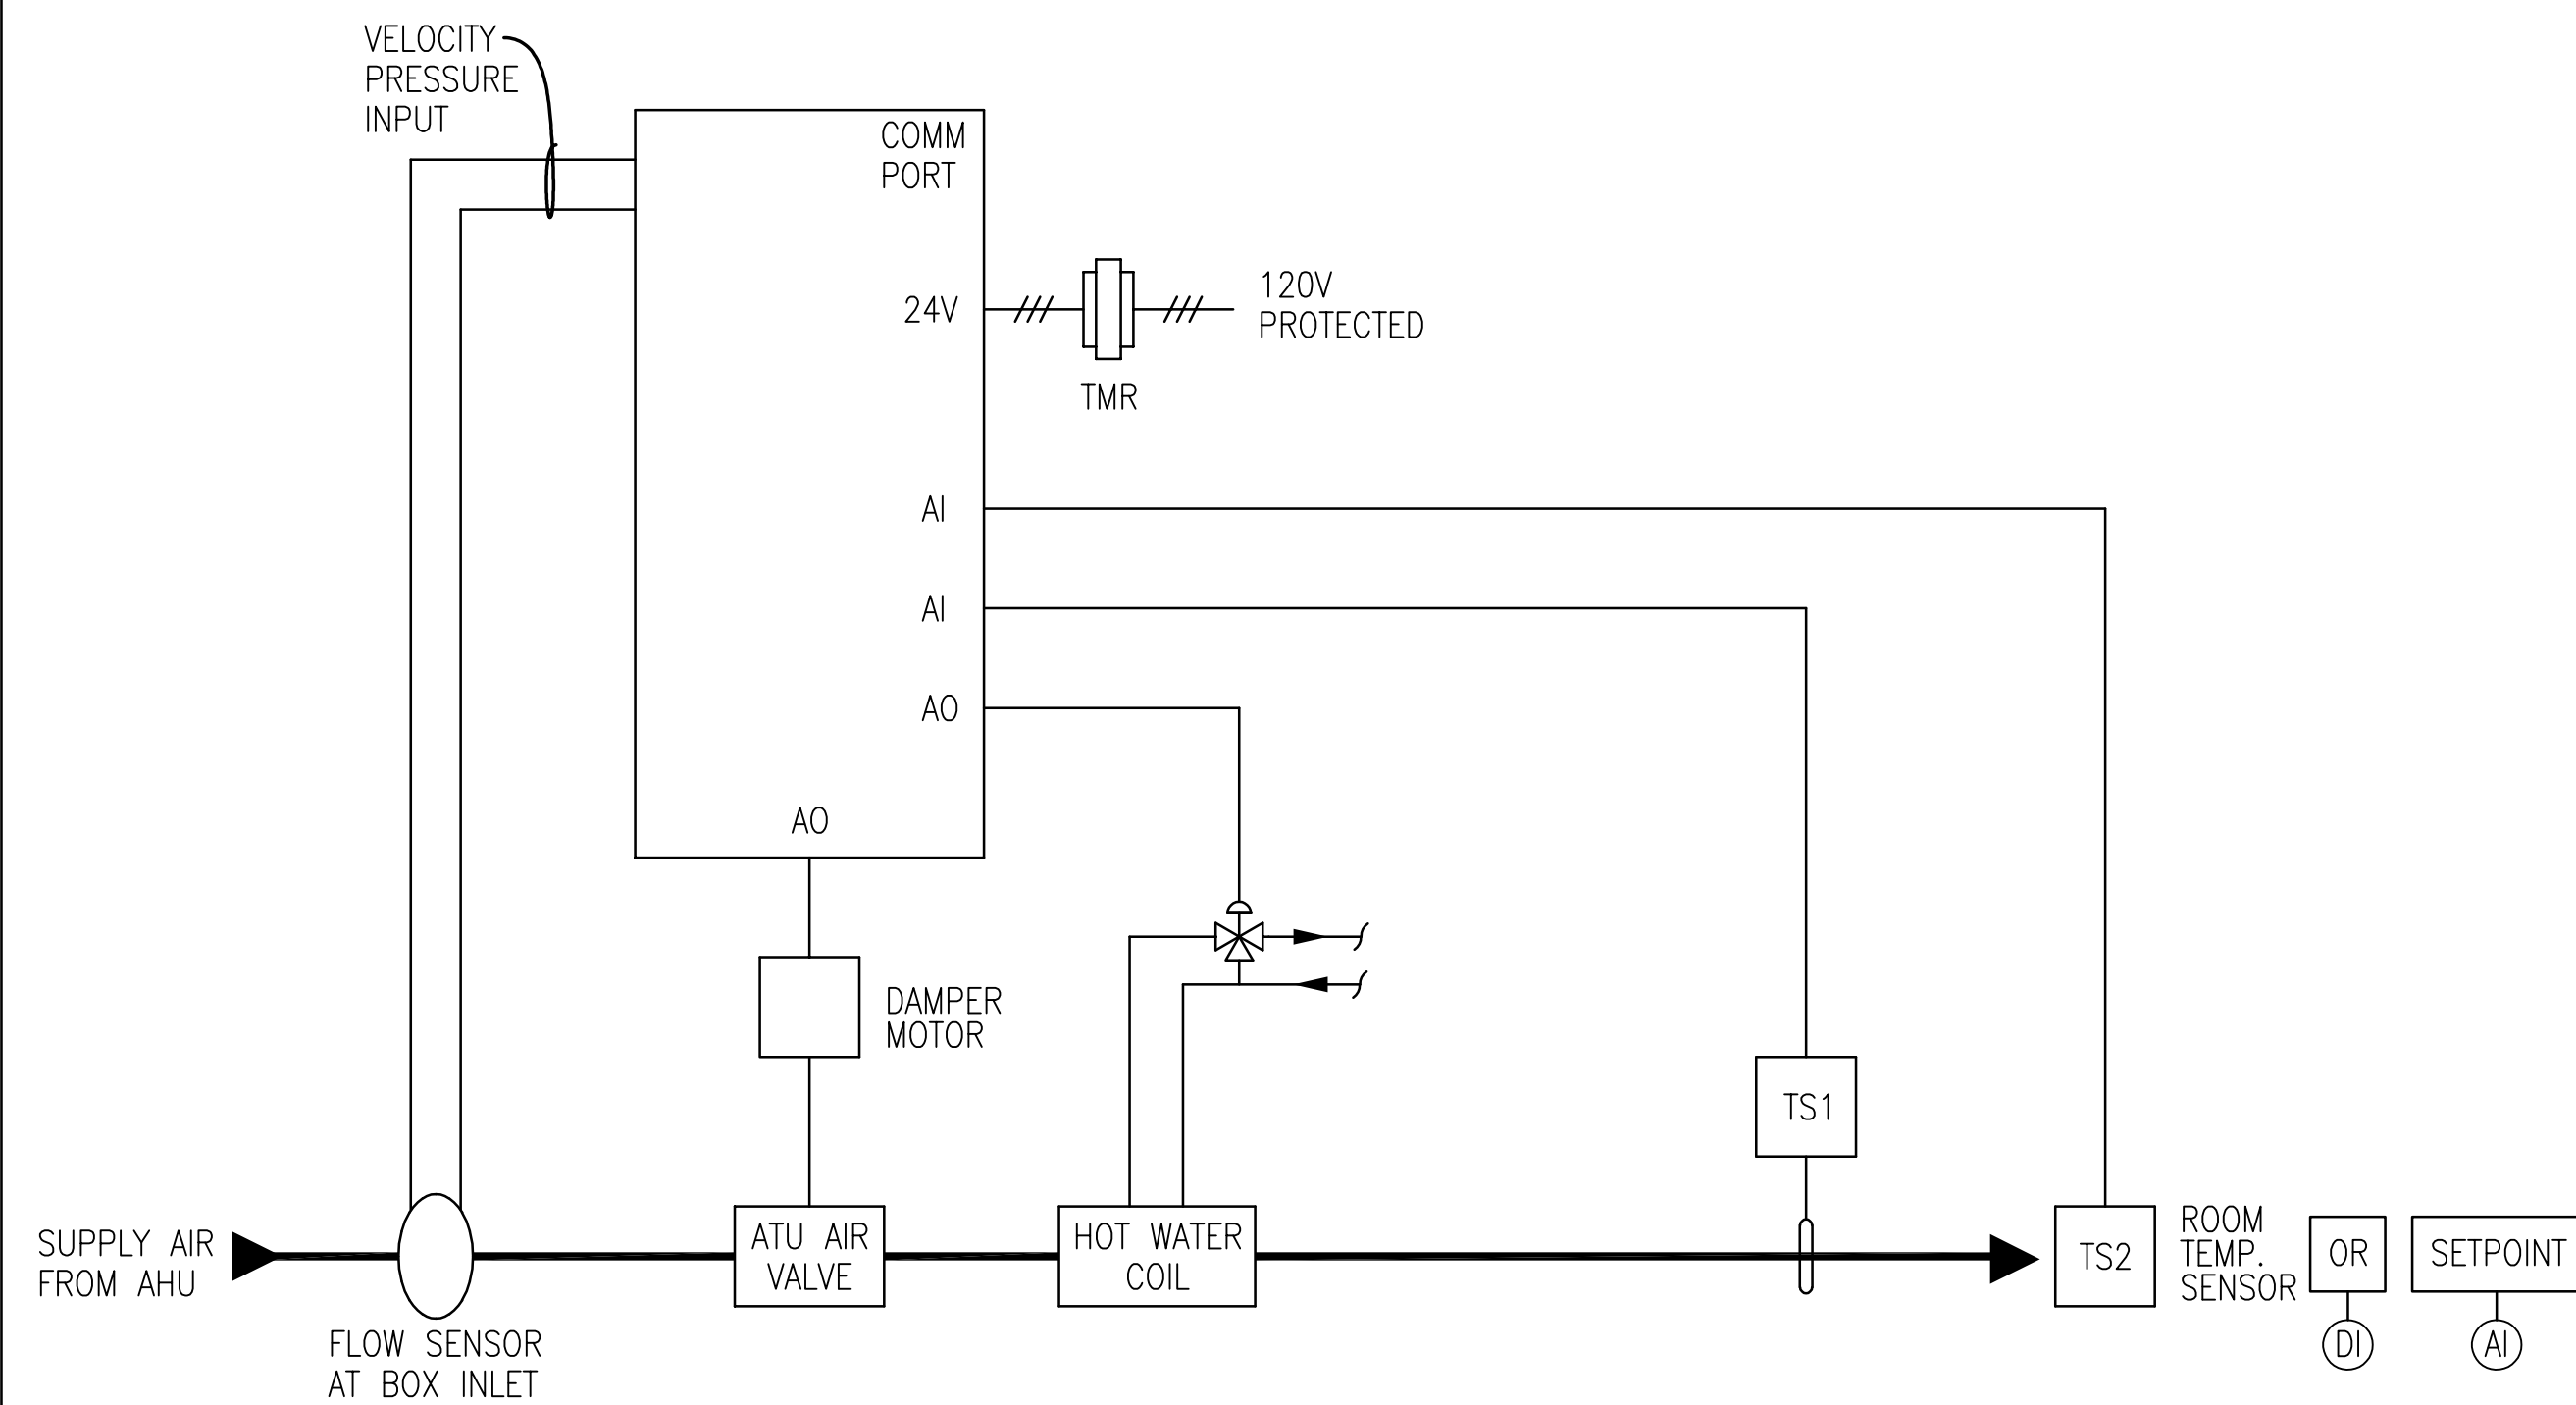 VELOCITY
PRESSURE
INPUT
COMM
PORT
24V
120V
PROTECTED
TMR
AI
AI
AO
AO
DAMPER
MOTOR
TS1
SUPPLY AIR
FROM AHU
FLOW SENSOR
AT BOX INLET
ATU AIR
VALVE
HOT WATER
COIL
TS2
ROOM
TEMP.
SENSOR
OR
SETPOINT
DI
AI